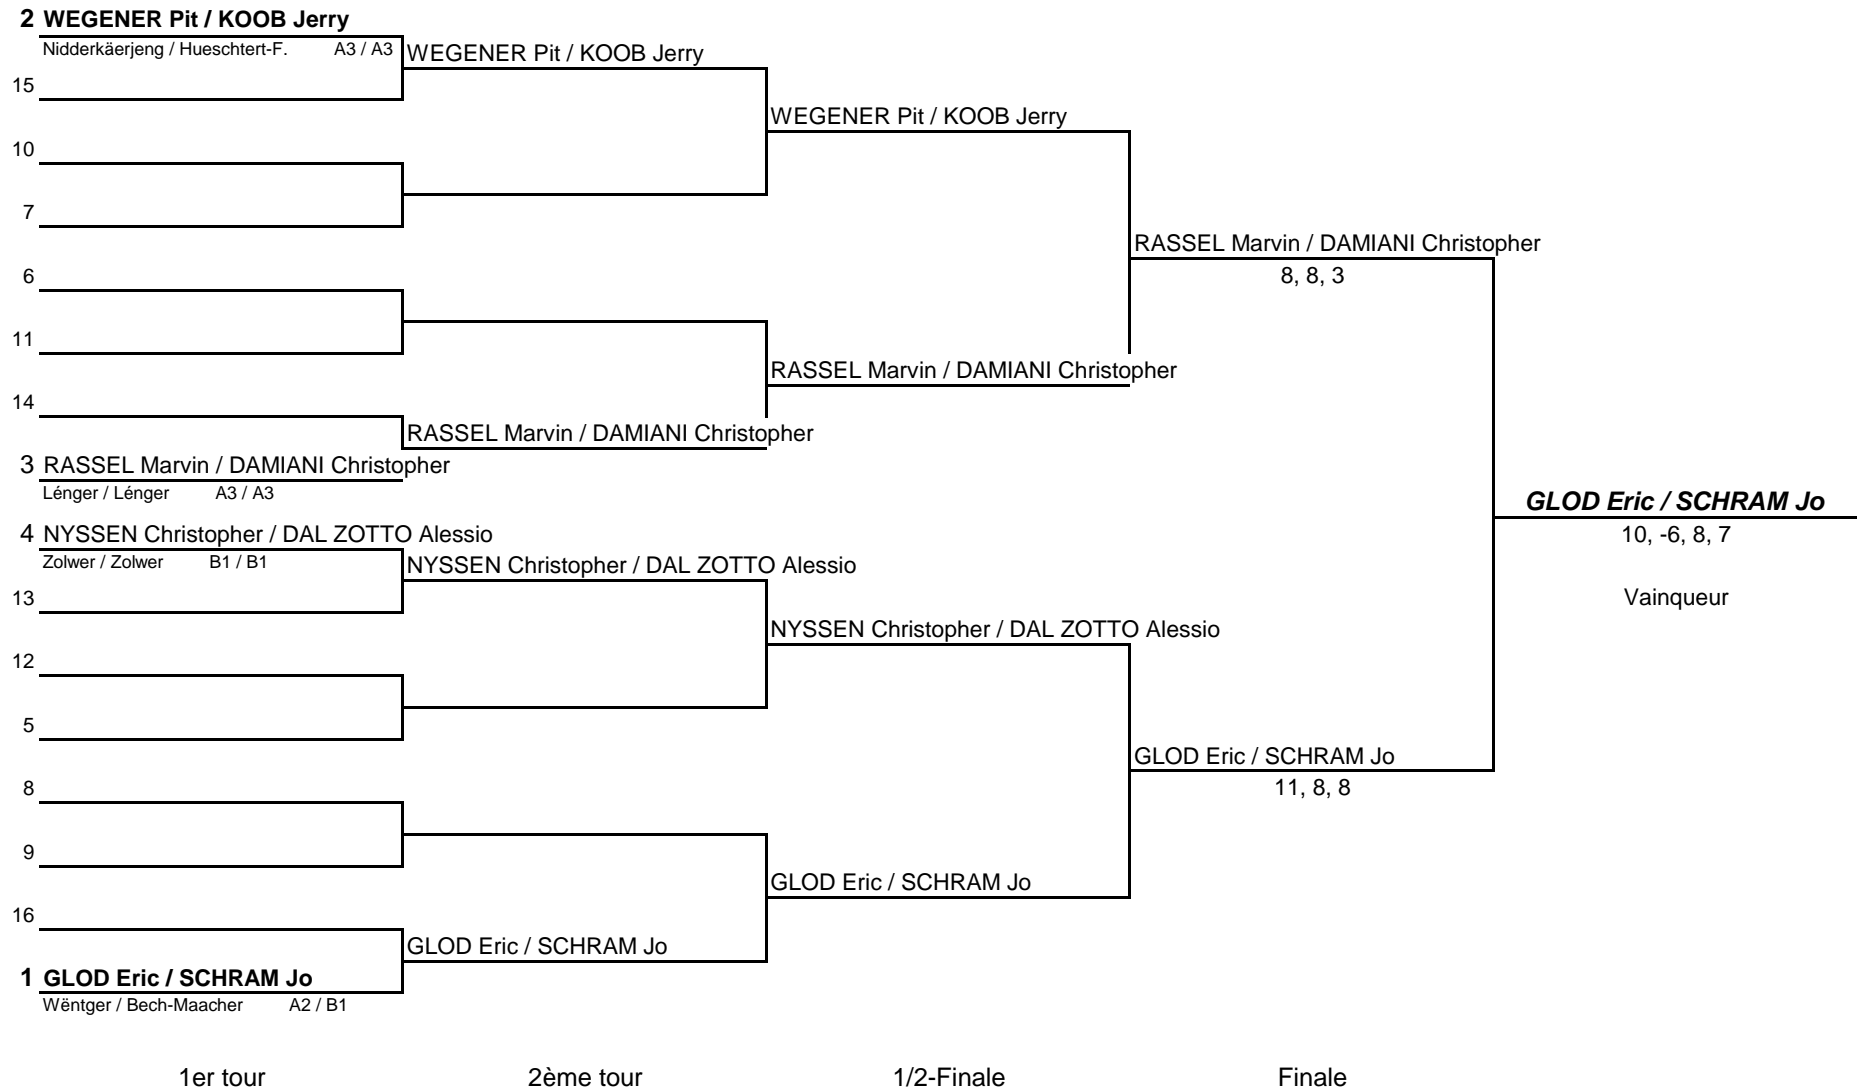 2 WEGENER Pit / KOOB Jerry
Nidderkäerjeng / Hueschtert-F. A3 / A3
WEGENER Pit / KOOB Jerry
15
WEGENER Pit / KOOB Jerry
10
7
RASSEL Marvin / DAMIANI Christopher
8, 8, 3
6
11
RASSEL Marvin / DAMIANI Christopher
14
RASSEL Marvin / DAMIANI Christopher
3 RASSEL Marvin / DAMIANI Christopher
Lénger / Lénger A3 / A3
GLOD Eric / SCHRAM Jo
10, -6, 8, 7
Vainqueur
4 NYSSEN Christopher / DAL ZOTTO Alessio
Zolwer / Zolwer B1 / B1
NYSSEN Christopher / DAL ZOTTO Alessio
13
NYSSEN Christopher / DAL ZOTTO Alessio
12
5
GLOD Eric / SCHRAM Jo
11, 8, 8
8
9
GLOD Eric / SCHRAM Jo
16
GLOD Eric / SCHRAM Jo
1 GLOD Eric / SCHRAM Jo
Wëntger / Bech-Maacher A2 / B1
1er tour 2ème tour 1/2-Finale Finale